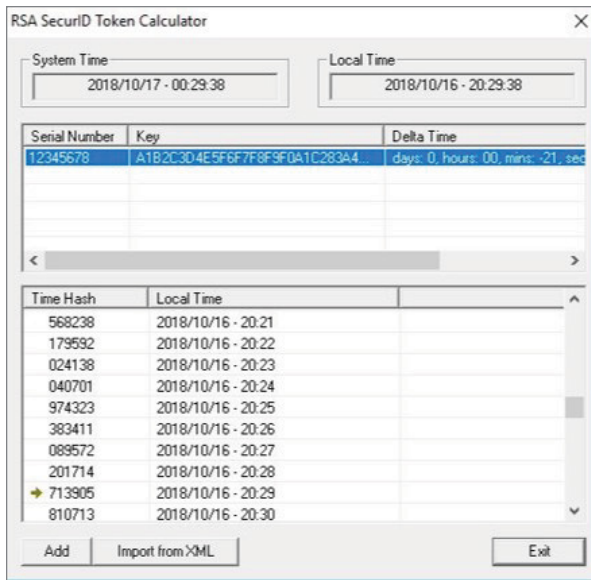 RSA SecurID Token Calculator
System Time
2018/10/17 - 00:29:38
Local Time
2018/10/16 - 20:29:38
Serial Number Key Delta Time
12345678 A1B2C3D4E5F6F7F8F9F0A1C283A4... days: 0, hours: 00, mins: -21, sec
Time Hash Local Time
568238 2018/10/16 - 20:21
179592 2018/10/16 - 20:22
024138 2018/10/16 - 20:23
040701 2018/10/16 - 20:24
974323 2018/10/16 - 20:25
383411 2018/10/16 - 20:26
089572 2018/10/16 - 20:27
201714 2018/10/16 - 20:28
713905 2018/10/16 - 20:29
810713 2018/10/16 - 20:30
Add Import from XML Exit